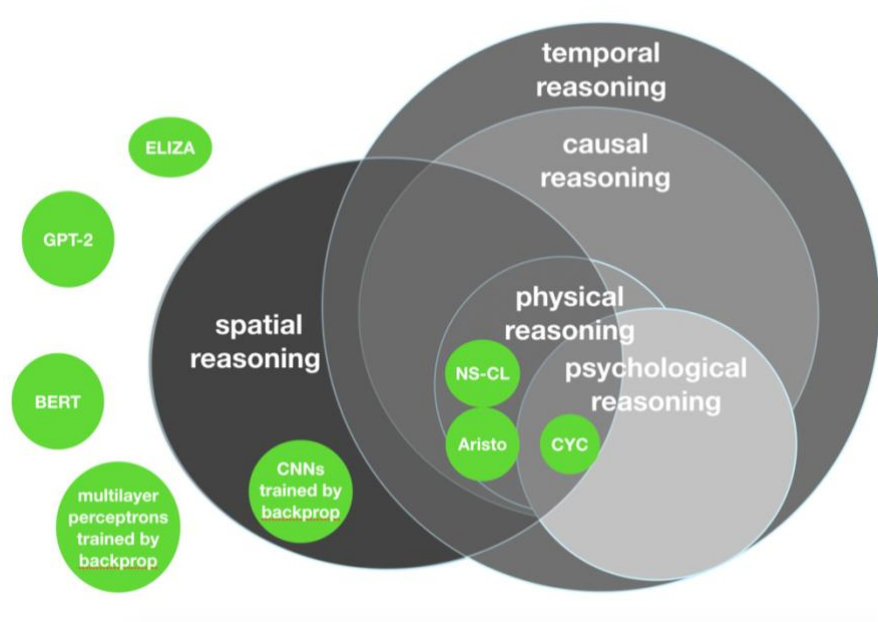 temporal
reasoning
causal
reasoning
ELIZA
GPT-2
physical
reasoning
spatial
reasoning
NS-CL
psychological
reasoning
BERT
Aristo
CYC
CNNs
trained by
backprop
multilayer
perceptrons
trained by
backprop